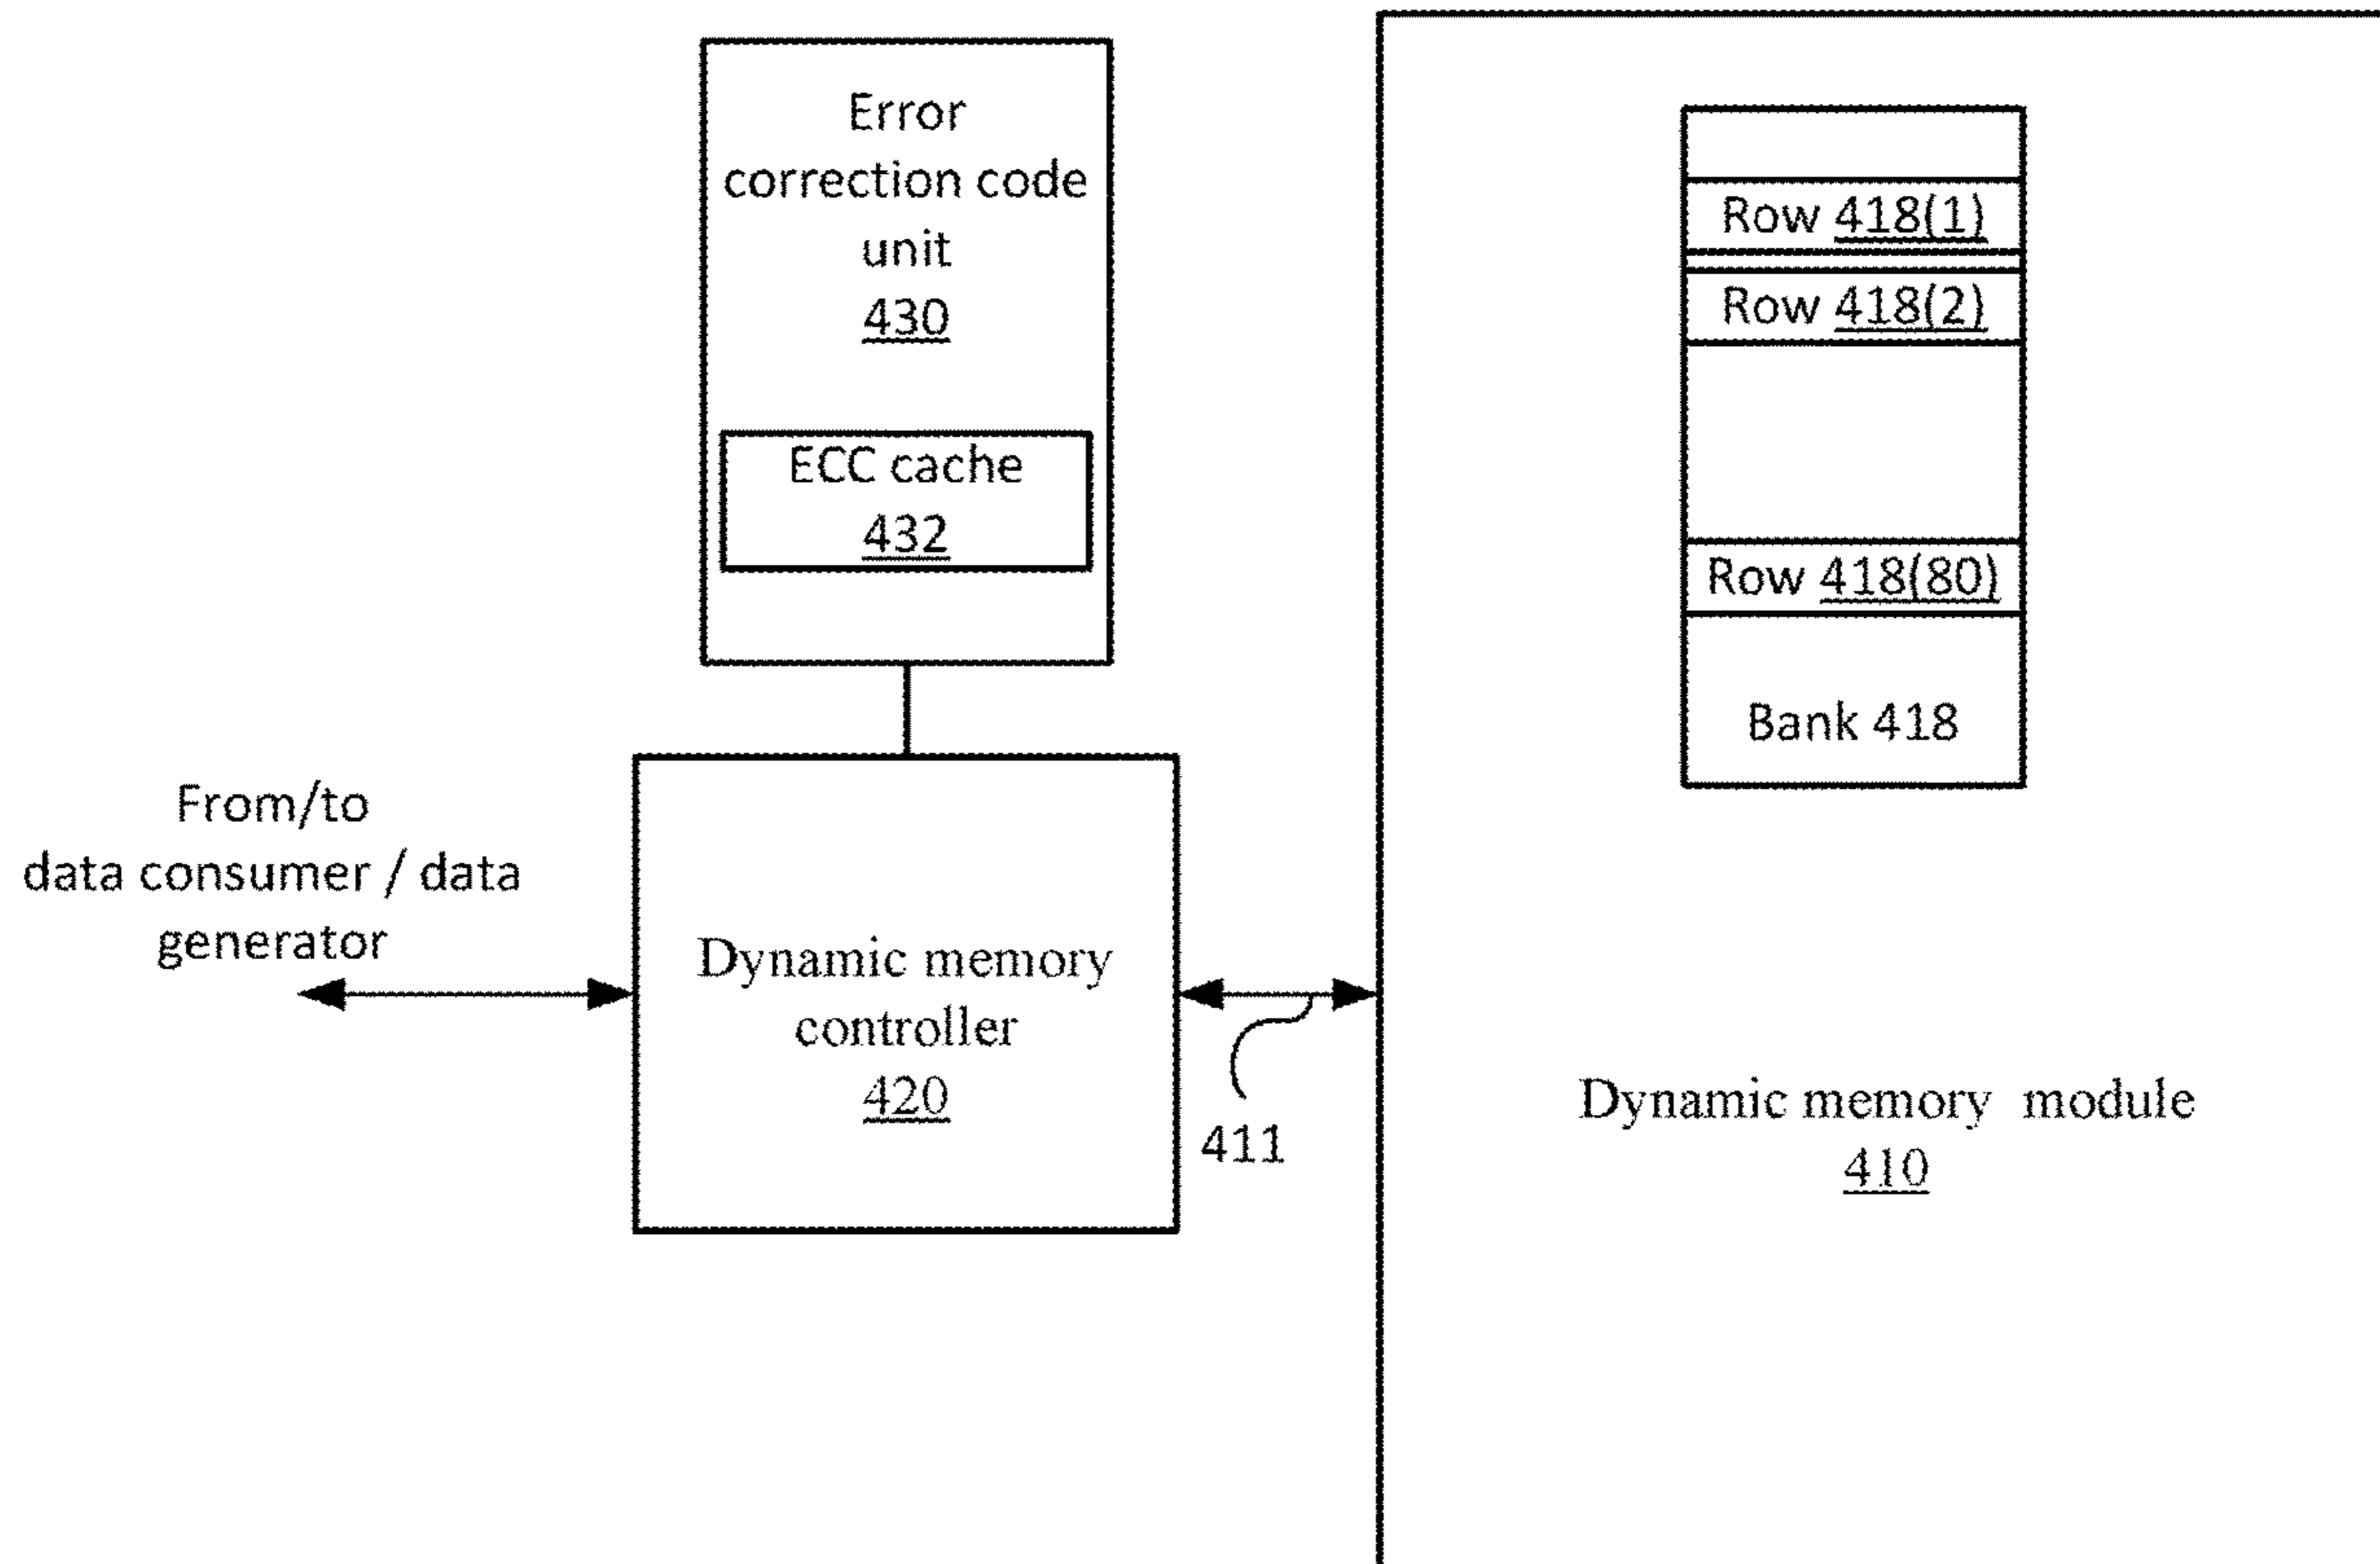 Error
correction code
unit
430
ECC cache
432
From/to
data consumer / data
generator
Dynamic memory
controller
420
411
Row 418(1)
Row 418(2)
Row 418(80)
Bank 418
Dynamic memory module
410